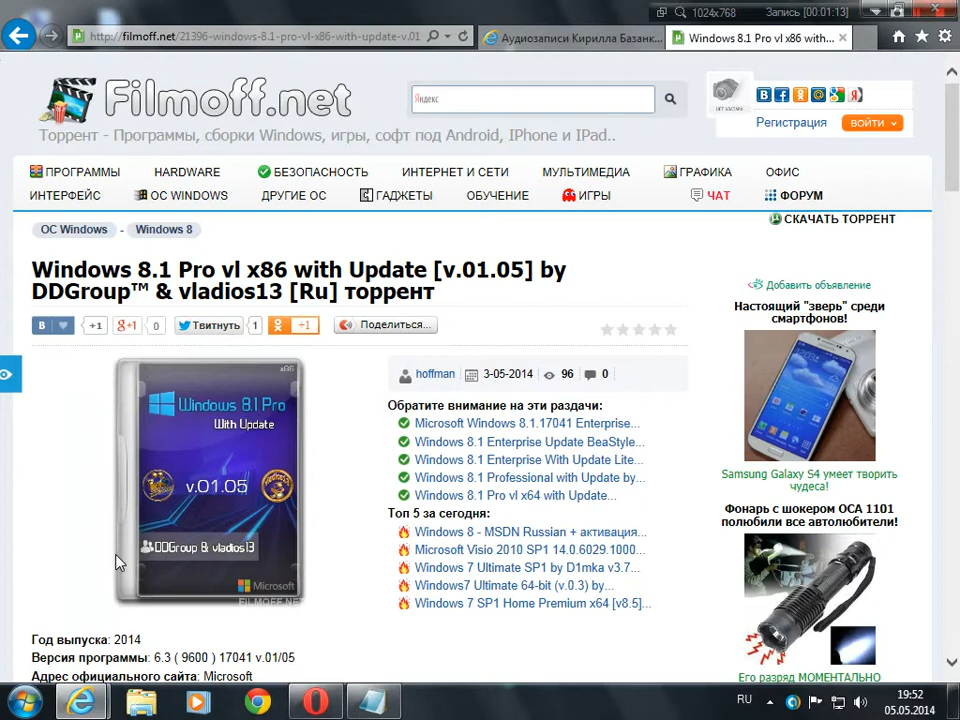 1024x768 Запись [00:01:13]
http://filmoff.net/21396-windows-8.1-pro-vl-x86-with-update-v.01
Аудиозаписи Кирилла Базанк...
Windows 8.1 Pro vl x86 with...
Filmoff.net
Яндекс
Торрент - Программы, сборки Windows, игры, софт под Android, IPhone и IPad..
Регистрация
ВОЙТИ
ПРОГРАММЫ HARDWARE БЕЗОПАСНОСТЬ ИНТЕРНЕТ И СЕТИ МУЛЬТИМЕДИА ГРАФИКА ОФИС
ИНТЕРФЕЙС ОС WINDOWS ДРУГИЕ ОС ГАДЖЕТЫ ОБУЧЕНИЕ ИГРЫ ЧАТ ФОРУМ
СКАЧАТЬ ТОРРЕНТ
ОС Windows - Windows 8
Windows 8.1 Pro vl x86 with Update [v.01.05] by
DDGroup™ & vladios13 [Ru] торрент
В +1 g+1 0 Твитнуть 1 +1 Поделиться...
x86
Windows 8.1 Pro
With Update
v.01.05
DDGroup & vladios13
Microsoft
FILMOFF.NET
hoffman 3-05-2014 96 0
Обратите внимание на эти раздачи:
Microsoft Windows 8.1.17041 Enterprise...
Windows 8.1 Enterprise Update BeaStyle...
Windows 8.1 Enterprise With Update Lite...
Windows 8.1 Professional with Update by...
Windows 8.1 Pro vl x64 with Update...
Топ 5 за сегодня:
Windows 8 - MSDN Russian + активация...
Microsoft Visio 2010 SP1 14.0.6029.1000...
Windows 7 Ultimate SP1 by D1mka v3.7...
Windows7 Ultimate 64-bit (v.0.3) by...
Windows 7 SP1 Home Premium x64 [v8.5]...
Год выпуска: 2014
Версия программы: 6.3 ( 9600 ) 17041 v.01/05
Адрес официального сайта: Microsoft
Добавить объявление
Настоящий "зверь" среди
смартфонов!
Samsung Galaxy S4 умеет творить
чудеса!
Фонарь с шокером ОСА 1101
полюбили все автолюбители!
Его разряд МОМЕНТАЛЬНО
RU
19:52
05.05.2014